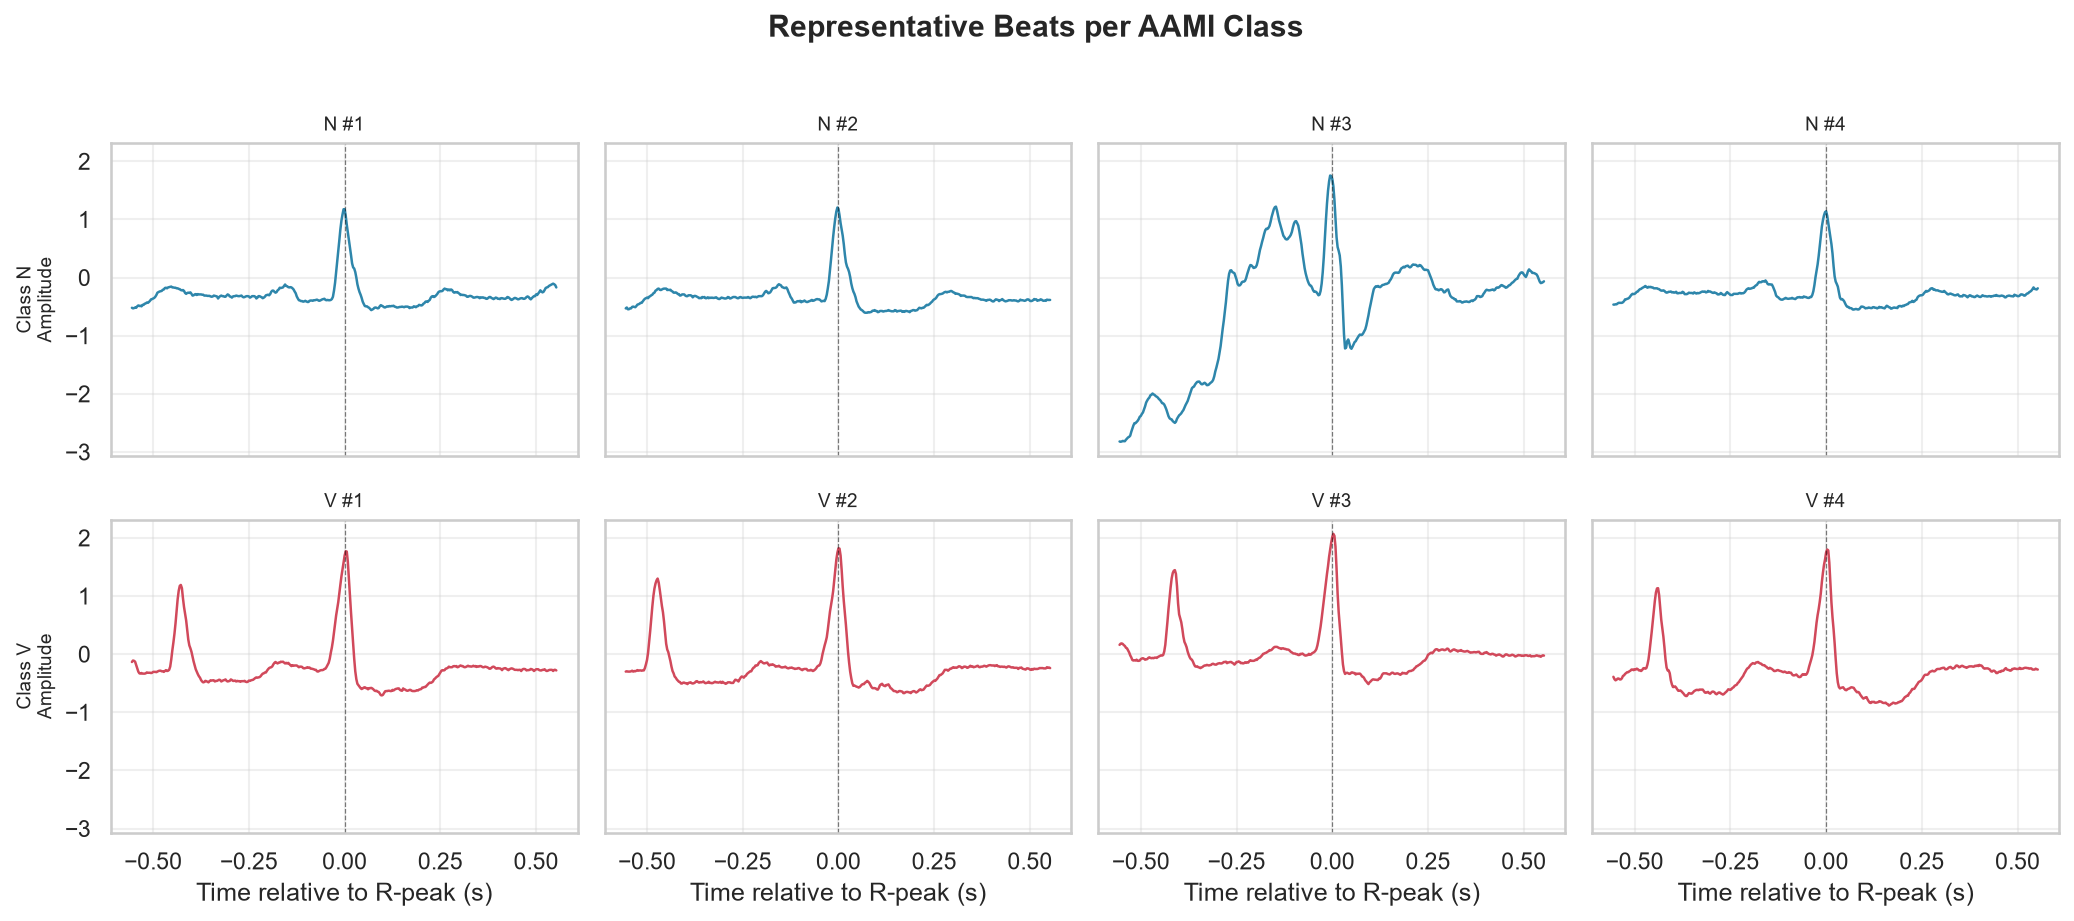 Representative Beats per AAMI Class
N #1
N #2
N #3
N #4
Class N
Amplitude
2
1
0
−1
−2
−3
V #1
V #2
V #3
V #4
Class V
Amplitude
2
1
0
−1
−2
−3
−0.50 −0.25 0.00 0.25 0.50
−0.50 −0.25 0.00 0.25 0.50
−0.50 −0.25 0.00 0.25 0.50
−0.50 −0.25 0.00 0.25 0.50
Time relative to R-peak (s)
Time relative to R-peak (s)
Time relative to R-peak (s)
Time relative to R-peak (s)